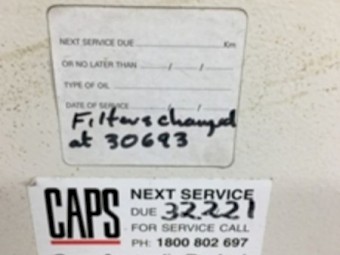 NEXT SERVICE DUE Km
OR NO LATER THAN / /
TYPE OF OIL
DATE OF SERVICE / /
Filters changed
at 30693
CAPS
NEXT SERVICE
DUE 32221
FOR SERVICE CALL
PH: 1800 802 697